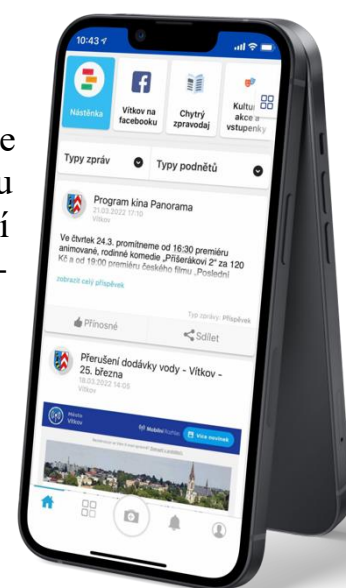 10:43
Nástěnka
Vítkov na
facebooku
Chytrý
zpravodaj
Kultu
akce a
vstupenky
e
u
í
-
Typy zpráv
Typy podnětů
Program kina Panorama
21.03.2022 17:10
Vítkov
Ve čtvrtek 24.3. promítneme od 16:30 premiéru
animované, rodinné komedie „Příšerákovi 2" za 120
Kč a od 19:00 premiéru českého filmu „Poslední
zobrazit celý příspěvek
Typ zprávy: Příspěvek
Přínosné
Sdílet
Přerušení dodávky vody - Vítkov -
25. března
18.03.2022 14:05
Vítkov
Město
Vítkov
Mobilní Rozhlas
Více novinek